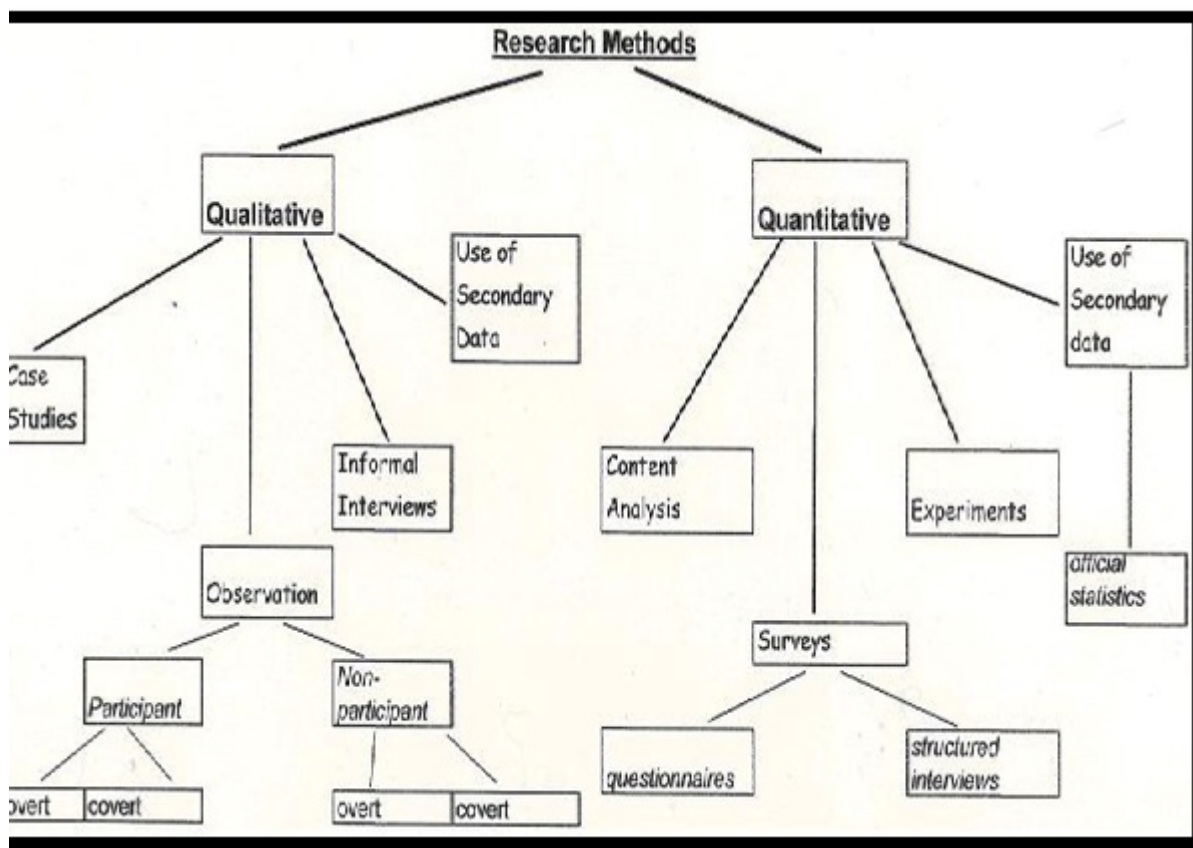 Research Methods
Qualitative
Quantitative
Use of
Secondary
Data
Use of
Secondary
data
Case
Studies
Informal
Interviews
Content
Analysis
Experiments
Observation
official
statistics
Surveys
Participant
Non-
participant
questionnaires
structured
interviews
overt
covert
overt
covert